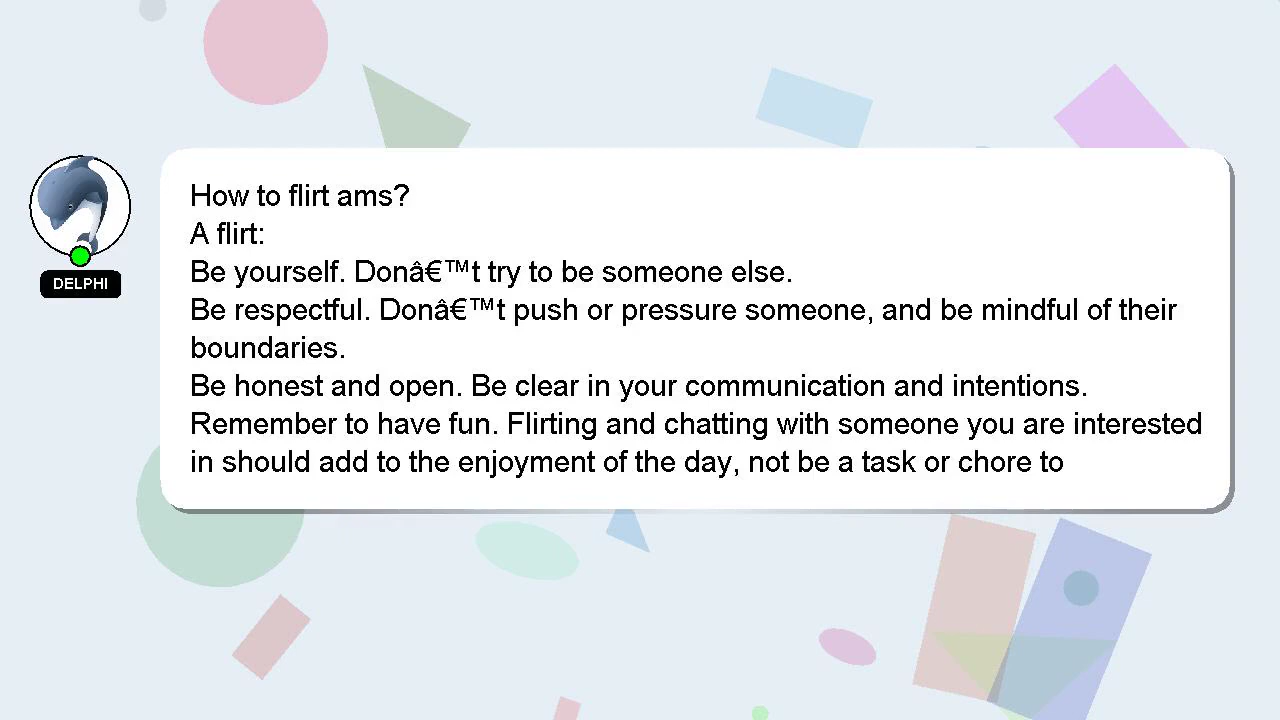 How to flirt ams?
A flirt:
Be yourself. Donâ€™t try to be someone else.
Be respectful. Donâ€™t push or pressure someone, and be mindful of their
boundaries.
Be honest and open. Be clear in your communication and intentions.
Remember to have fun. Flirting and chatting with someone you are interested
in should add to the enjoyment of the day, not be a task or chore to
DELPHI